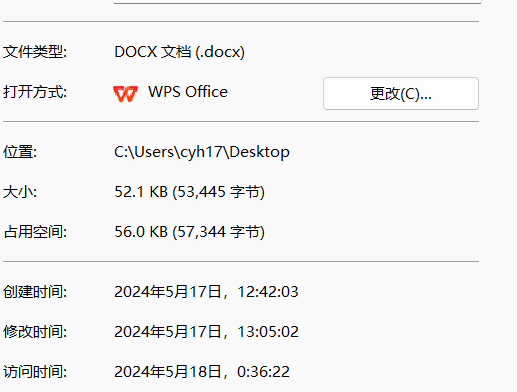 文件类型: DOCX 文档 (.docx)
打开方式: WPS Office 更改(C)...
位置: C:\Users\cyh17\Desktop
大小: 52.1 KB (53,445 字节)
占用空间: 56.0 KB (57,344 字节)
创建时间: 2024年5月17日，12:42:03
修改时间: 2024年5月17日，13:05:02
访问时间: 2024年5月18日，0:36:22